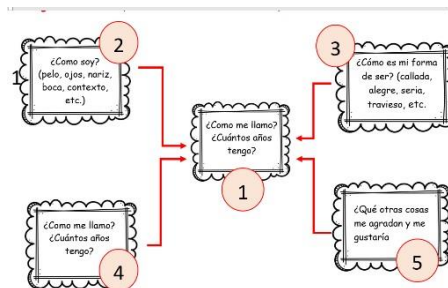 2
¿Como soy?
(pelo, ojos, nariz,
boca, contexto,
etc.)
1
3
¿Cómo es mi forma
de ser? (callada,
alegre, seria,
travieso, etc.
¿Como me llamo?
¿Cuántos años
tengo?
1
¿Como me llamo?
¿Cuántos años
tengo?
4
¿Qué otras cosas
me agradan y me
gustaría
5